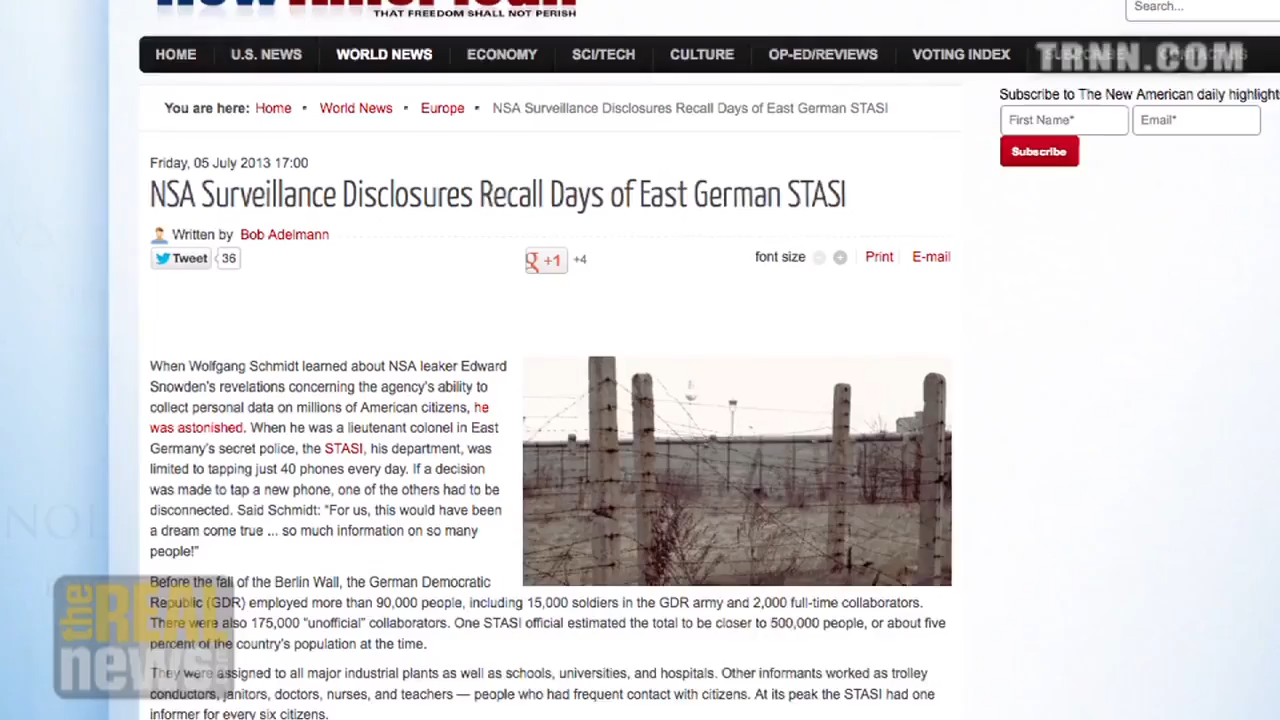 THAT FREEDOM SHALL NOT PERISH
Search...
HOME U.S. NEWS WORLD NEWS ECONOMY SCI/TECH CULTURE OP-ED/REVIEWS VOTING INDEX
TRNN.COM
You are here: Home • World News • Europe • NSA Surveillance Disclosures Recall Days of East German STASI
Subscribe to The New American daily highlight
First Name* Email*
Subscribe
Friday, 05 July 2013 17:00
NSA Surveillance Disclosures Recall Days of East German STASI
Written by Bob Adelmann
Tweet 36
g +1 +4
font size Print E-mail
When Wolfgang Schmidt learned about NSA leaker Edward
Snowden's revelations concerning the agency's ability to
collect personal data on millions of American citizens, he
was astonished. When he was a lieutenant colonel in East
Germany's secret police, the STASI, his department, was
limited to tapping just 40 phones every day. If a decision
was made to tap a new phone, one of the others had to be
disconnected. Said Schmidt: "For us, this would have been
a dream come true ... so much information on so many
people!"
Before the fall of the Berlin Wall, the German Democratic
Republic (GDR) employed more than 90,000 people, including 15,000 soldiers in the GDR army and 2,000 full-time collaborators.
There were also 175,000 "unofficial" collaborators. One STASI official estimated the total to be closer to 500,000 people, or about five
percent of the country's population at the time.
They were assigned to all major industrial plants as well as schools, universities, and hospitals. Other informants worked as trolley
conductors, janitors, doctors, nurses, and teachers — people who had frequent contact with citizens. At its peak the STASI had one
informer for every six citizens.
the REAL
news